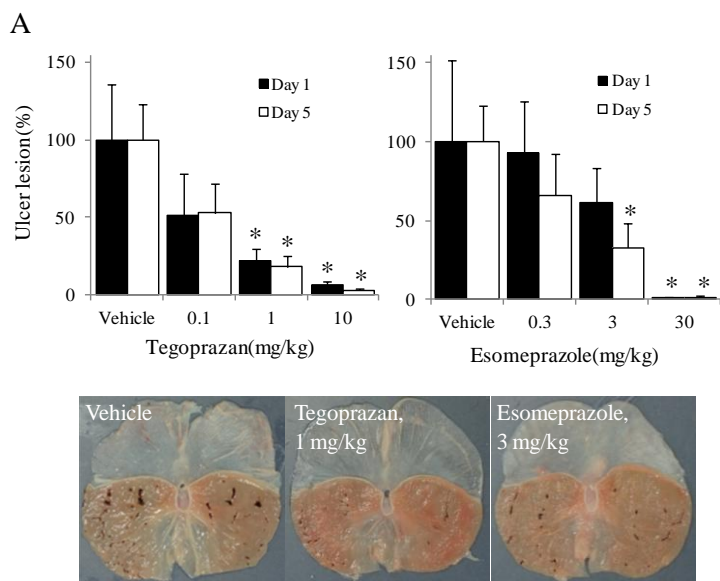 A
Ulcer lesion(%)
150
100
50
0
Day 1
Day 5
*
*
*
*
Vehicle
0.1
1
10
Tegoprazan(mg/kg)
150
100
50
0
Day 1
Day 5
*
*
*
Vehicle
0.3
3
30
Esomeprazole(mg/kg)
Vehicle
Tegoprazan,
1 mg/kg
Esomeprazole,
3 mg/kg